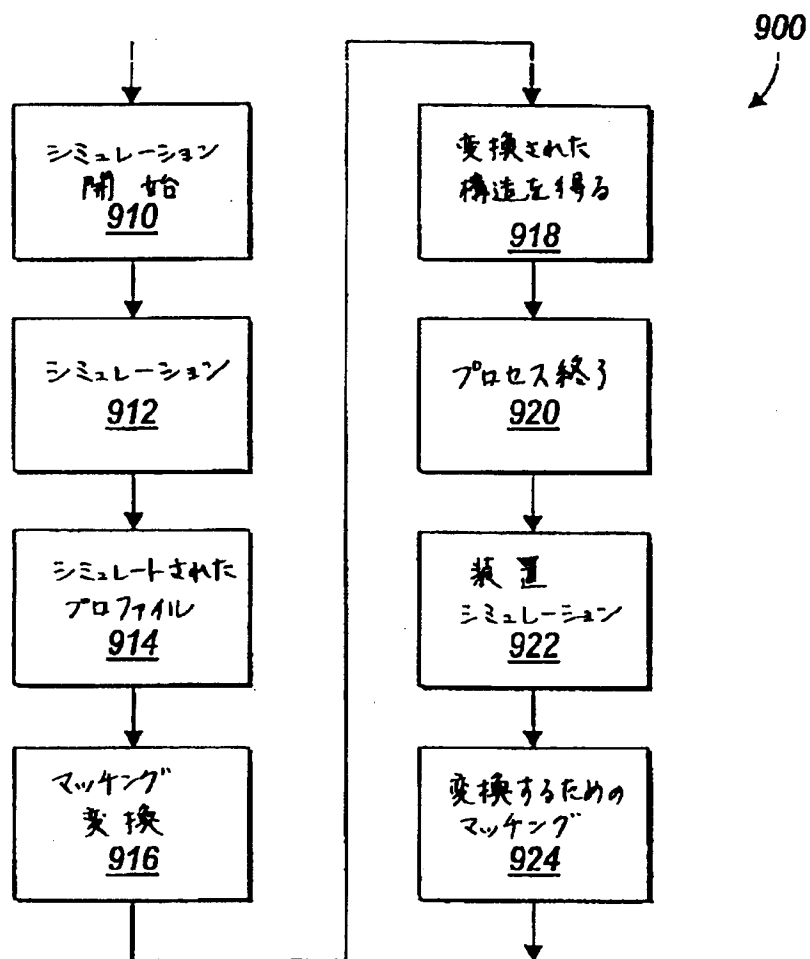 900
シミュレーション
開始
910
シミュレーション
912
シミュレートされた
プロファイル
914
マッチング
変換
916
変換された
構造を得る
918
プロセス終了
920
装置
シミュレーション
922
変換するための
マッチング
924